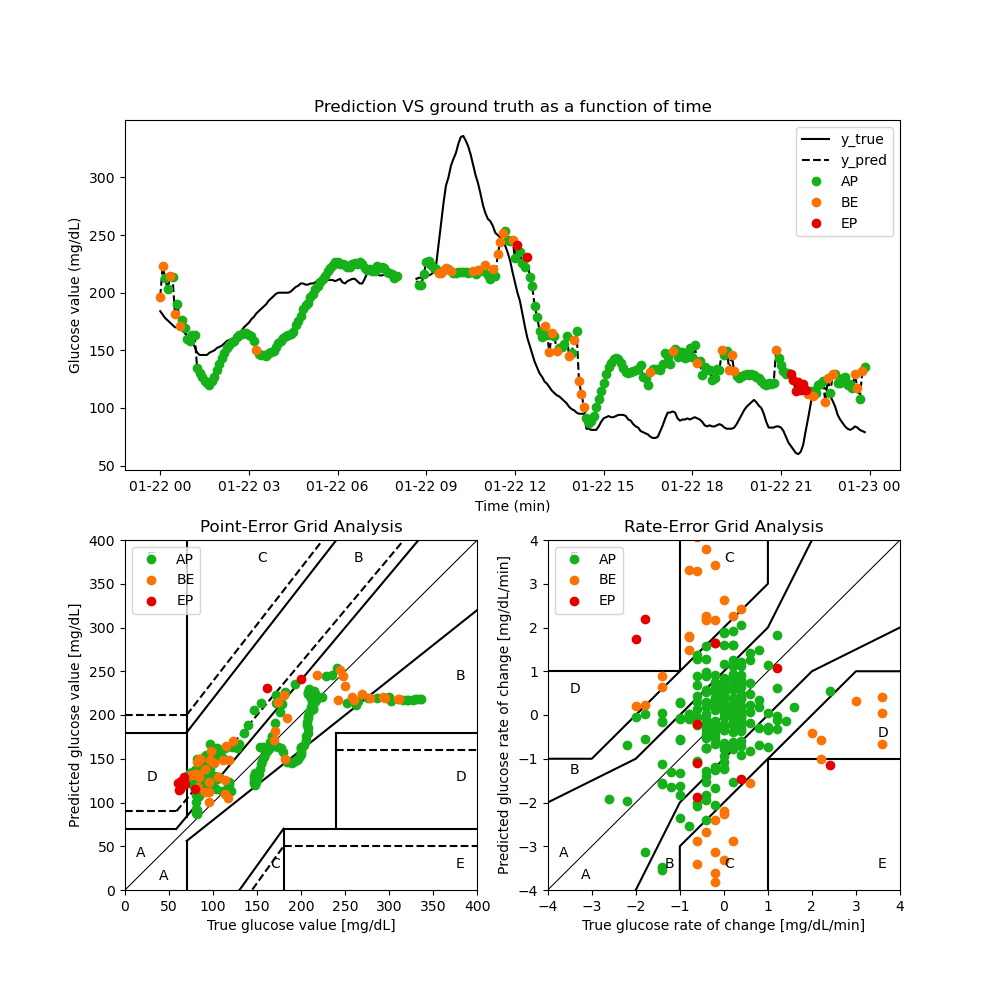 Prediction VS ground truth as a function of time
Glucose value (mg/dL)
300
250
200
150
100
50
y_true
y_pred
AP
BE
EP
01-22 00 01-22 03 01-22 06 01-22 09 01-22 12 01-22 15 01-22 18 01-22 21 01-23 00
Time (min)
Point-Error Grid Analysis
Predicted glucose value [mg/dL]
400
350
300
250
200
150
100
50
0
AP
BE
EP
C
B
B
D
D
A
A
C
E
0 50 100 150 200 250 300 350 400
True glucose value [mg/dL]
Rate-Error Grid Analysis
Predicted glucose rate of change [mg/dL/min]
4
3
2
1
0
−1
−2
−3
−4
AP
BE
EP
C
D
D
B
A
A
B
C
E
−4 −3 −2 −1 0 1 2 3 4
True glucose rate of change [mg/dL/min]